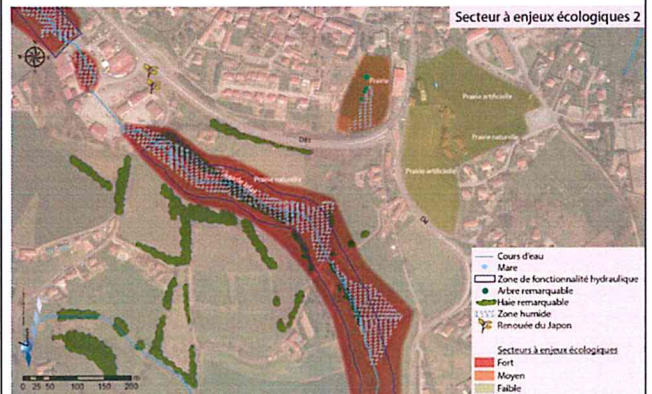 Secteur à enjeux écologiques 2
Prairie
Prairie artificielle
Prairie naturelle
Prairie artificielle
Prairie naturelle
Cours d'eau
Mare
Zone de fonctionnalité hydraulique
Arbre remarquable
Haie remarquable
Zone humide
Renouée du Japon
Secteurs à enjeux écologiques
Fort
Moyen
Faible
0 25 50 100 150 200